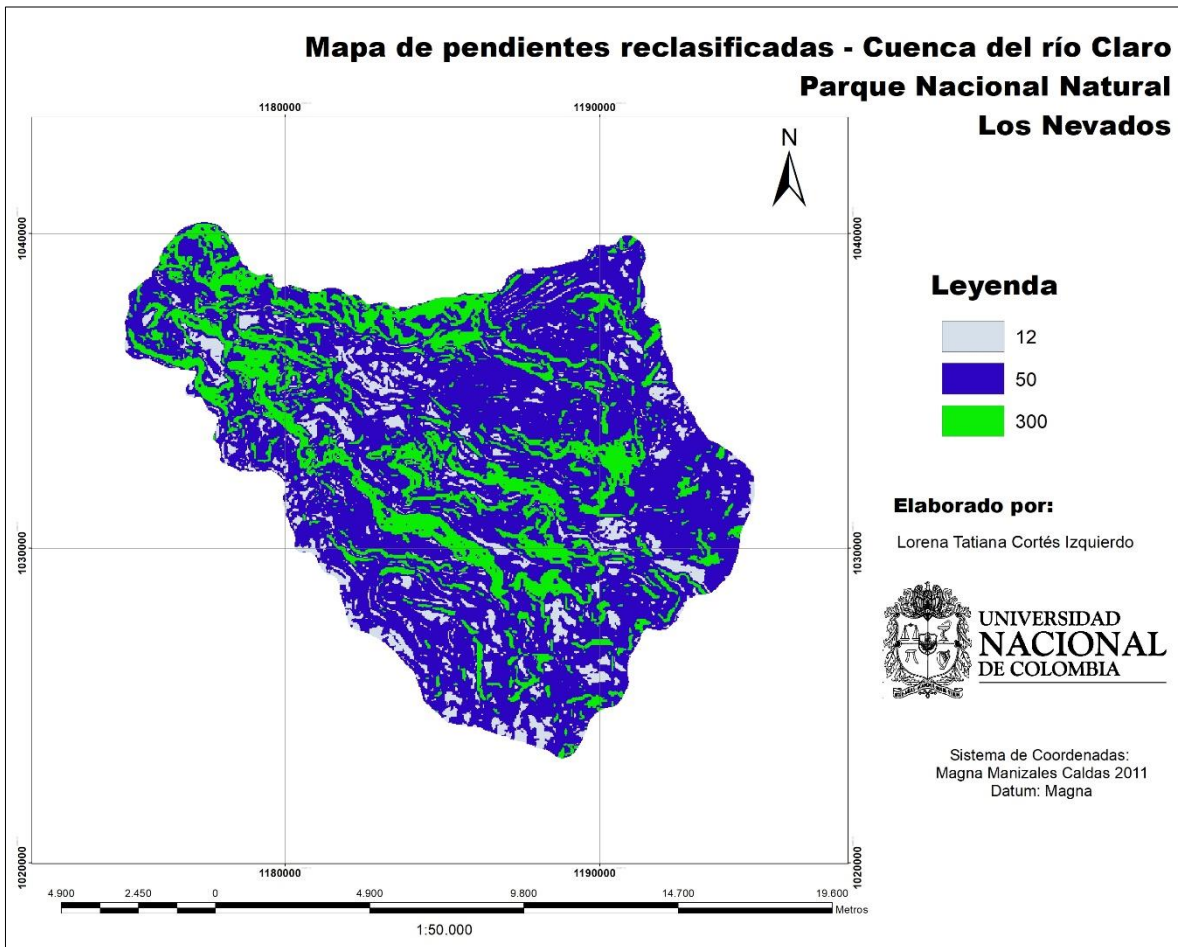 Mapa de pendientes reclasificadas - Cuenca del río Claro
Parque Nacional Natural
Los Nevados
1180000
1190000
N
1040000
1040000
Leyenda
12
50
300
Elaborado por:
Lorena Tatiana Cortés Izquierdo
1030000
1030000
UNIVERSIDAD
NACIONAL
DE COLOMBIA
Sistema de Coordenadas:
Magna Manizales Caldas 2011
Datum: Magna
1020000
1020000
1180000
1190000
4.900 2.450 0 4.900 9.800 14.700 19.600
Metros
1:50.000